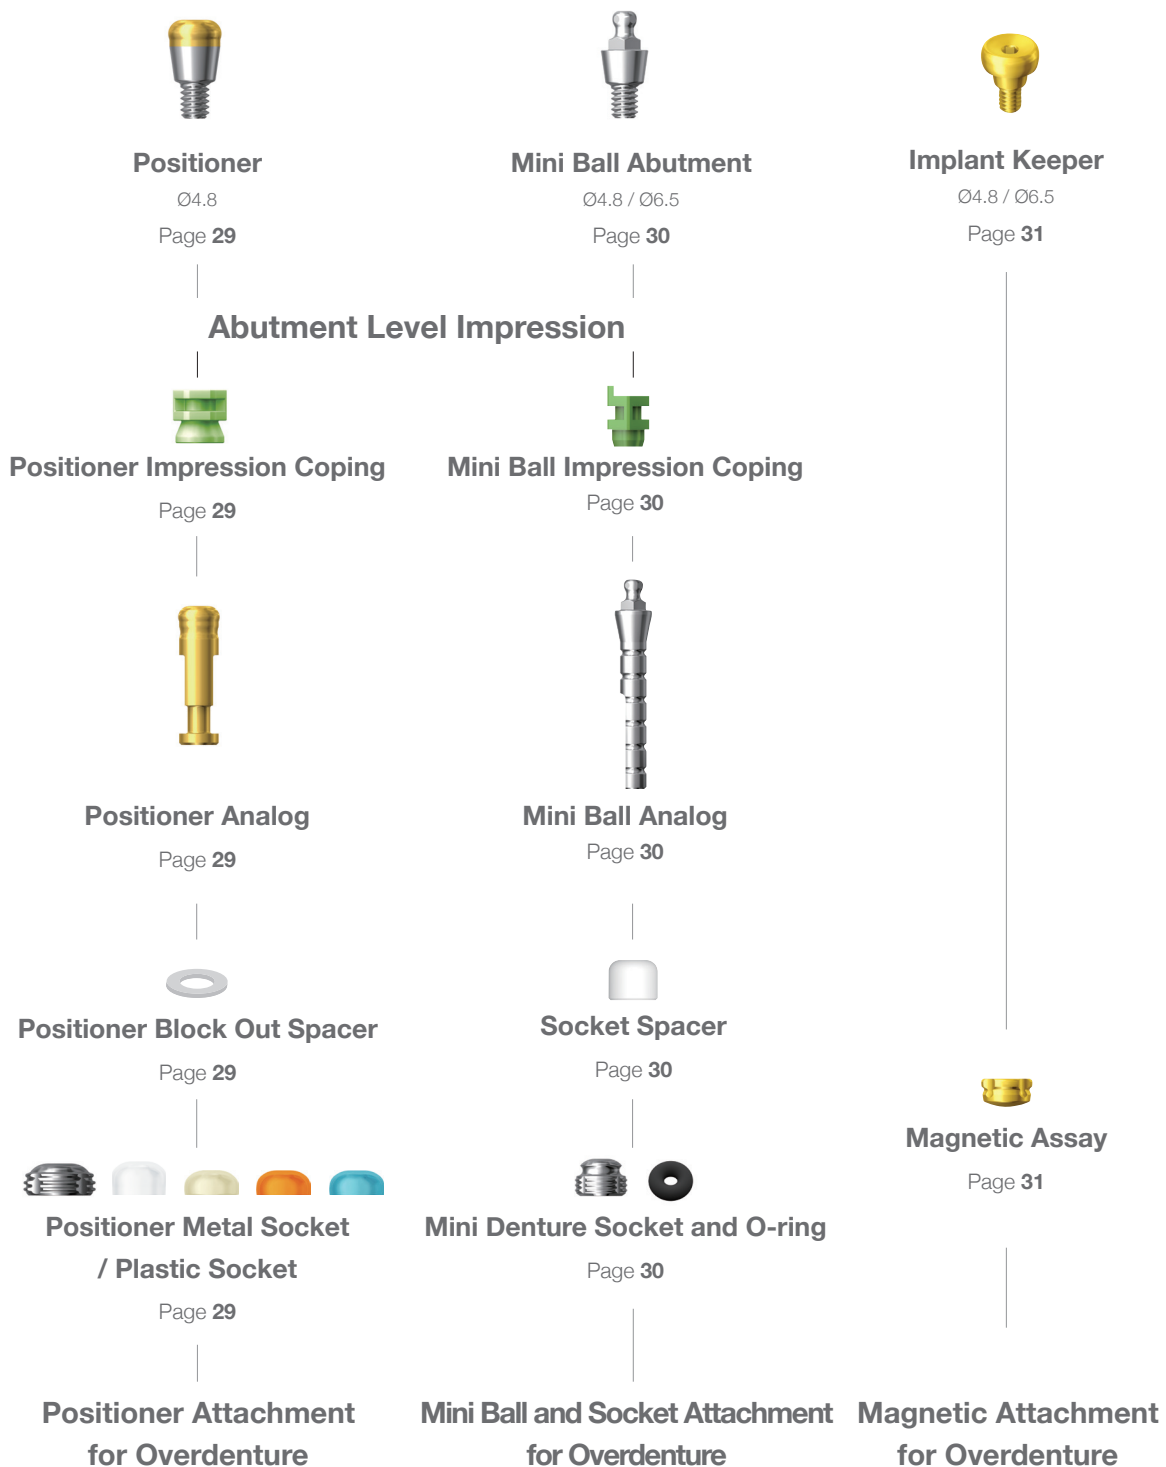 Positioner
Ø4.8
Page 29
Mini Ball Abutment
Ø4.8 / Ø6.5
Page 30
Implant Keeper
Ø4.8 / Ø6.5
Page 31
Abutment Level Impression
Positioner Impression Coping
Page 29
Mini Ball Impression Coping
Page 30
Positioner Analog
Page 29
Mini Ball Analog
Page 30
Positioner Block Out Spacer
Page 29
Socket Spacer
Page 30
Magnetic Assay
Page 31
Positioner Metal Socket
/ Plastic Socket
Page 29
Mini Denture Socket and O-ring
Page 30
Positioner Attachment
for Overdenture
Mini Ball and Socket Attachment
for Overdenture
Magnetic Attachment
for Overdenture